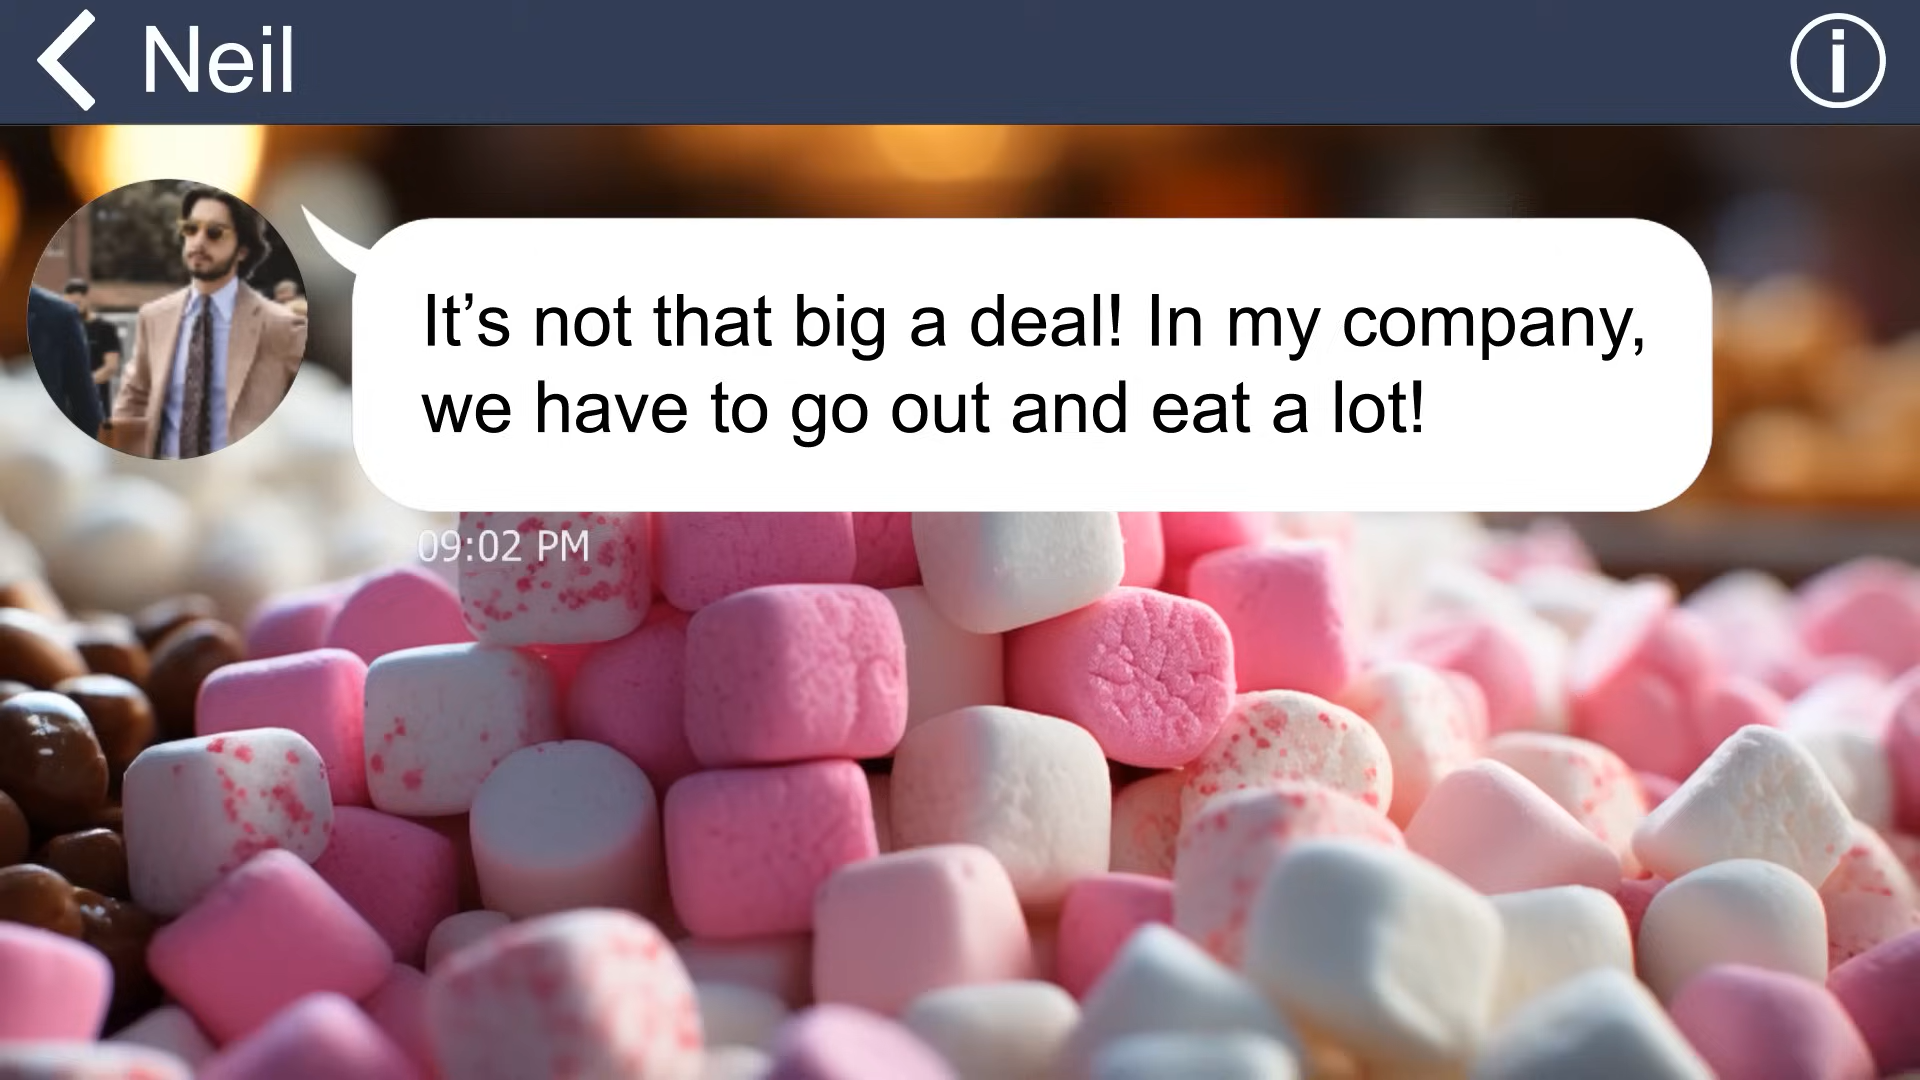 Neil
It’s not that big a deal! In my company,
we have to go out and eat a lot!
09:02 PM